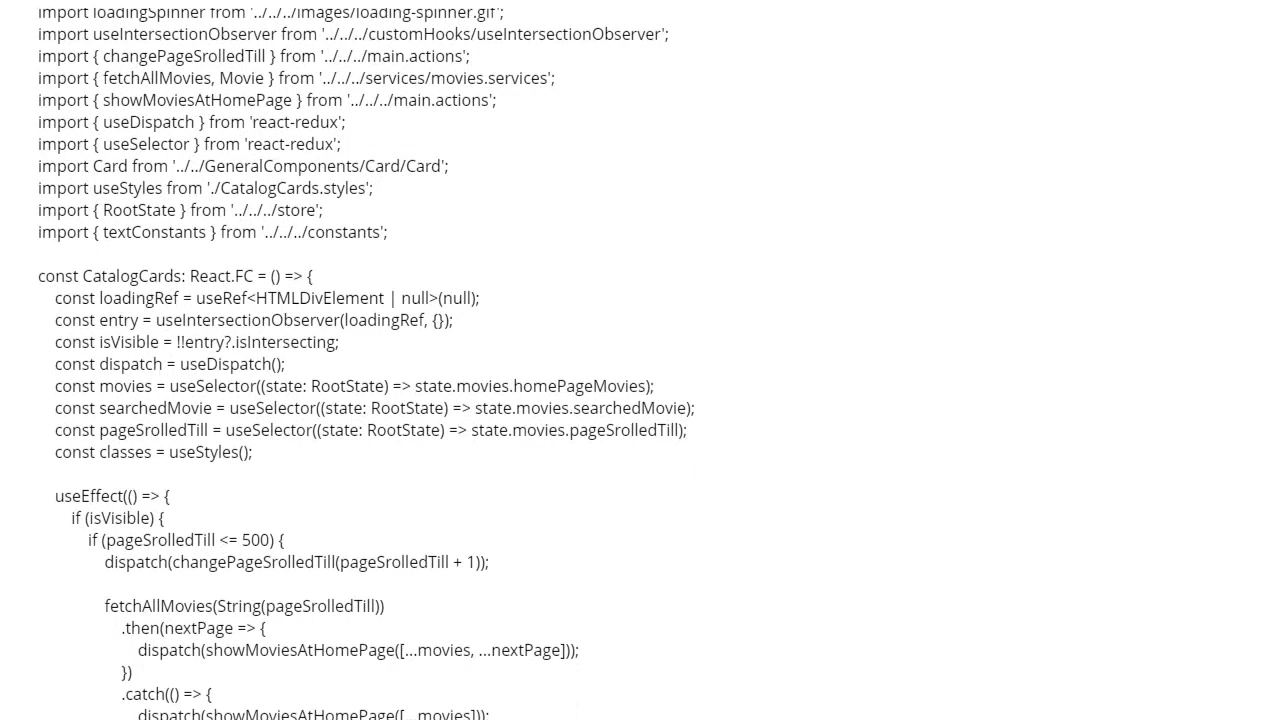 import loadingSpinner from '../../../images/loading-spinner.gif';
import useIntersectionObserver from '../../../customHooks/useIntersectionObserver';
import { changePageSrolledTill } from '../../../main.actions';
import { fetchAllMovies, Movie } from '../../../services/movies.services';
import { showMoviesAtHomePage } from '../../../main.actions';
import { useDispatch } from 'react-redux';
import { useSelector } from 'react-redux';
import Card from '../../GeneralComponents/Card/Card';
import useStyles from './CatalogCards.styles';
import { RootState } from '../../../store';
import { textConstants } from '../../../constants';

const CatalogCards: React.FC = () => {
    const loadingRef = useRef<HTMLDivElement | null>(null);
    const entry = useIntersectionObserver(loadingRef, {});
    const isVisible = !!entry?.isIntersecting;
    const dispatch = useDispatch();
    const movies = useSelector((state: RootState) => state.movies.homePageMovies);
    const searchedMovie = useSelector((state: RootState) => state.movies.searchedMovie);
    const pageSrolledTill = useSelector((state: RootState) => state.movies.pageSrolledTill);
    const classes = useStyles();

    useEffect(() => {
        if (isVisible) {
            if (pageSrolledTill <= 500) {
                dispatch(changePageSrolledTill(pageSrolledTill + 1));

                fetchAllMovies(String(pageSrolledTill))
                    .then(nextPage => {
                        dispatch(showMoviesAtHomePage([...movies, ...nextPage]));
                    })
                    .catch(() => {
                        dispatch(showMoviesAtHomePage([...movies]));